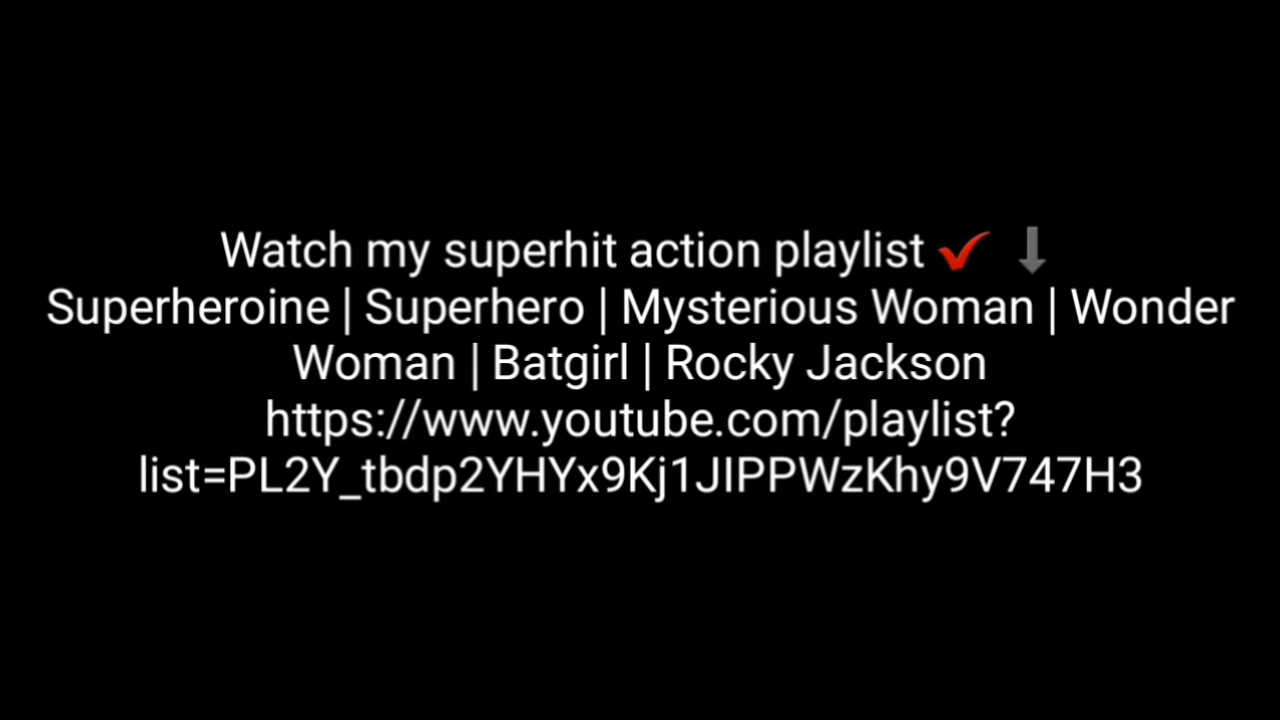 Watch my superhit action playlist ✔️ ⬇️
Superheroine | Superhero | Mysterious Woman | Wonder
Woman | Batgirl | Rocky Jackson
https://www.youtube.com/playlist?
list=PL2Y_tbdp2YHYx9Kj1JIPPWzKhy9V747H3